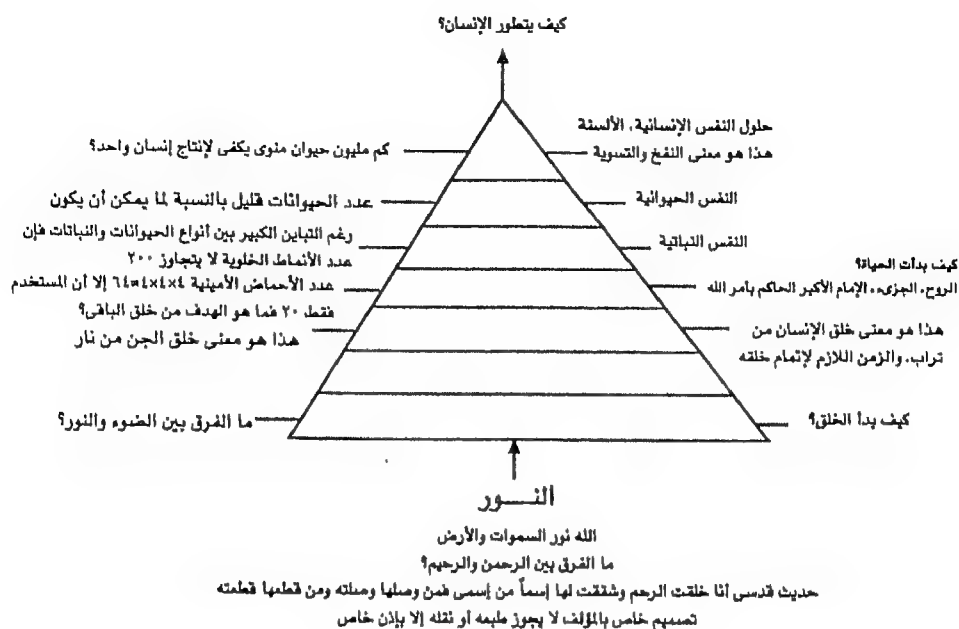 كيف يتطور الإنسان؟
حلول النفس الإنسانية، الألسنة
هذا هو معنى النفخ والتسوية
كم مليون حيوان منوى يكفى لإنتاج إنسان واحد؟
النفس الحيوانية
عدد الحيوانات قليل بالنسبة لما يمكن أن يكون
النفس النباتية
رغم التباين الكبير بين أنواع الحيوانات والنباتات فإن
عدد الأنماط الخلوية لا يتجاوز ٢٠٠
كيف بدأت الحياة؟
الروح، الجزىء، الإمام الأكبر الحاكم بأمر الله
عدد الأحماض الأمينية ٤×٤×٤=٦٤ إلا أن المستخدم
فقط ٢٠ فما هو الهدف من خلق الباقى؟
هذا هو معنى خلق الإنسان من
تراب، والزمن اللازم لإتمام خلقه
هذا هو معنى خلق الجن من نار
كيف بدأ الخلق؟
ما الفرق بين الضوء والنور؟
النـــور
الله نور السموات والأرض
ما الفرق بين الرحمن والرحيم؟
حديث قدسى أنا خلقت الرحم وشققت لها إسماً من إسمى فمن وصلها وصلته ومن قطعها قطعته
تصميم خاص بالمؤلف لا يجوز طبعه أو نقله إلا بإذن خاص